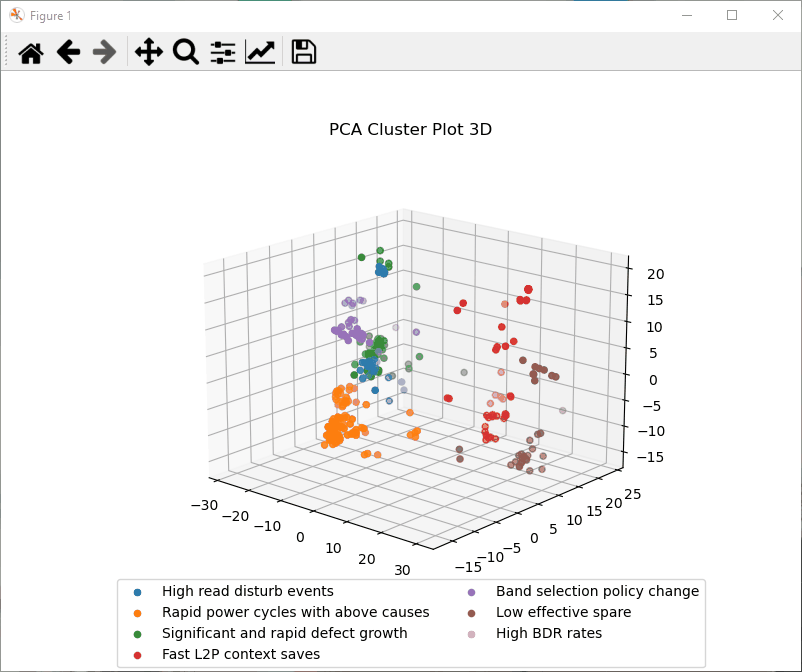 Figure 1
PCA Cluster Plot 3D
20
15
10
5
0
−5
−10
−15
−30
−20
−10
0
10
20
30
−15
−10
−5
0
5
10
15
20
25
High read disturb events
Rapid power cycles with above causes
Significant and rapid defect growth
Fast L2P context saves
Band selection policy change
Low effective spare
High BDR rates